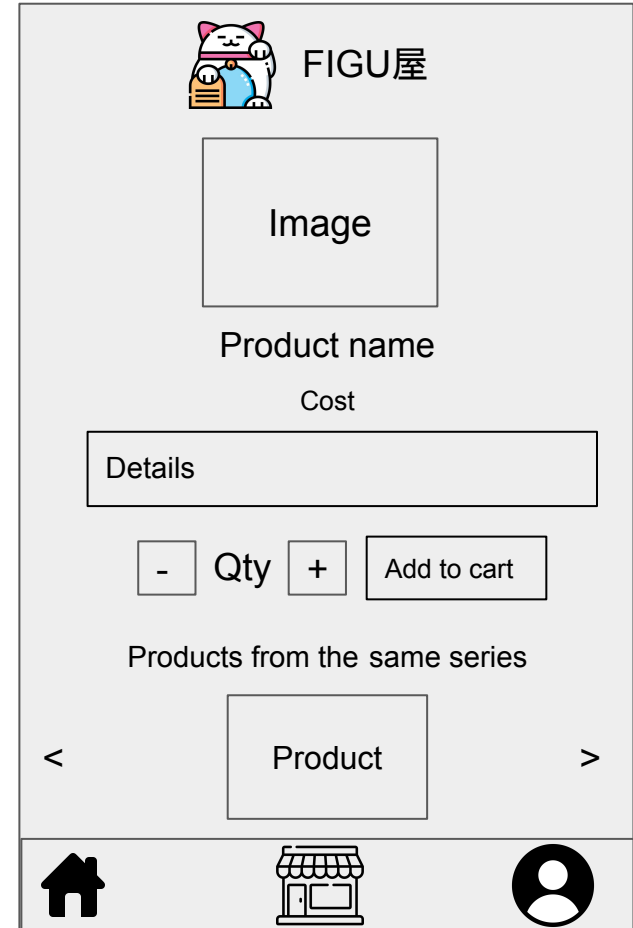 FIGU屋
Image
Product name
Cost
Details
- Qty + Add to cart
Products from the same series
< Product >